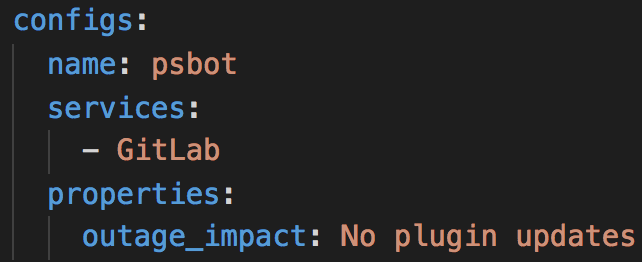 configs:
  name: psbot
  services:
    - GitLab
  properties:
    outage_impact: No plugin updates